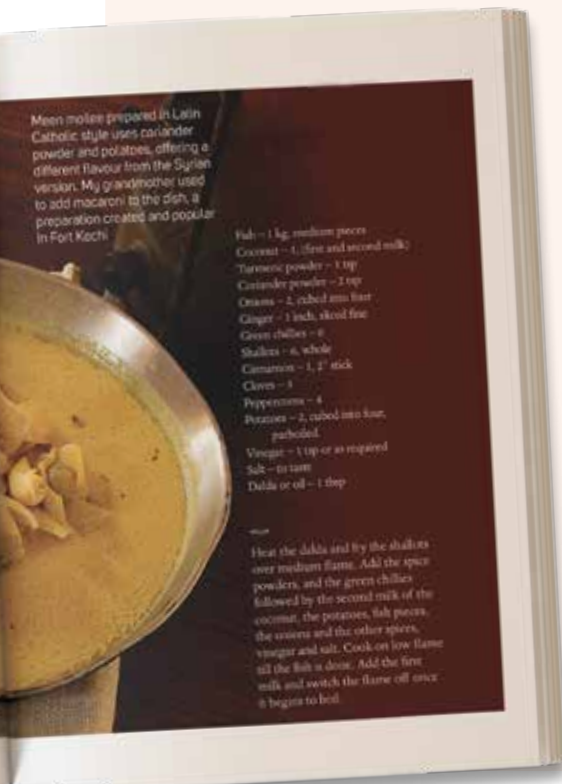 Meen moilee prepared in Latin
Catholic style uses coriander
powder and potatoes, offering a
different flavour from the Syrian
version. My grandmother used
to add macaroni to the dish, a
preparation created and popular
in Fort Kochi
Fish – 1 kg, medium pieces
Coconut – 1, (first and second milk)
Turmeric powder – 1 tsp
Coriander powder – 2 tsp
Onions – 2, cubed into four
Ginger – 1 inch, sliced fine
Green chillies – 6
Shallots – 6, whole
Cinnamon – 1, 2" stick
Cloves – 3
Peppercorns – 4
Potatoes – 2, cubed into four,
parboiled
Vinegar – 1 tsp or as required
Salt – to taste
Dalda or oil – 1 tbsp
Heat the dalda and fry the shallots
over medium flame. Add the spice
powders, and the green chillies
followed by the second milk of the
coconut, the potatoes, fish pieces,
the onions and the other spices,
vinegar and salt. Cook on low flame
till the fish is done. Add the first
milk and switch the flame off once
it begins to boil.